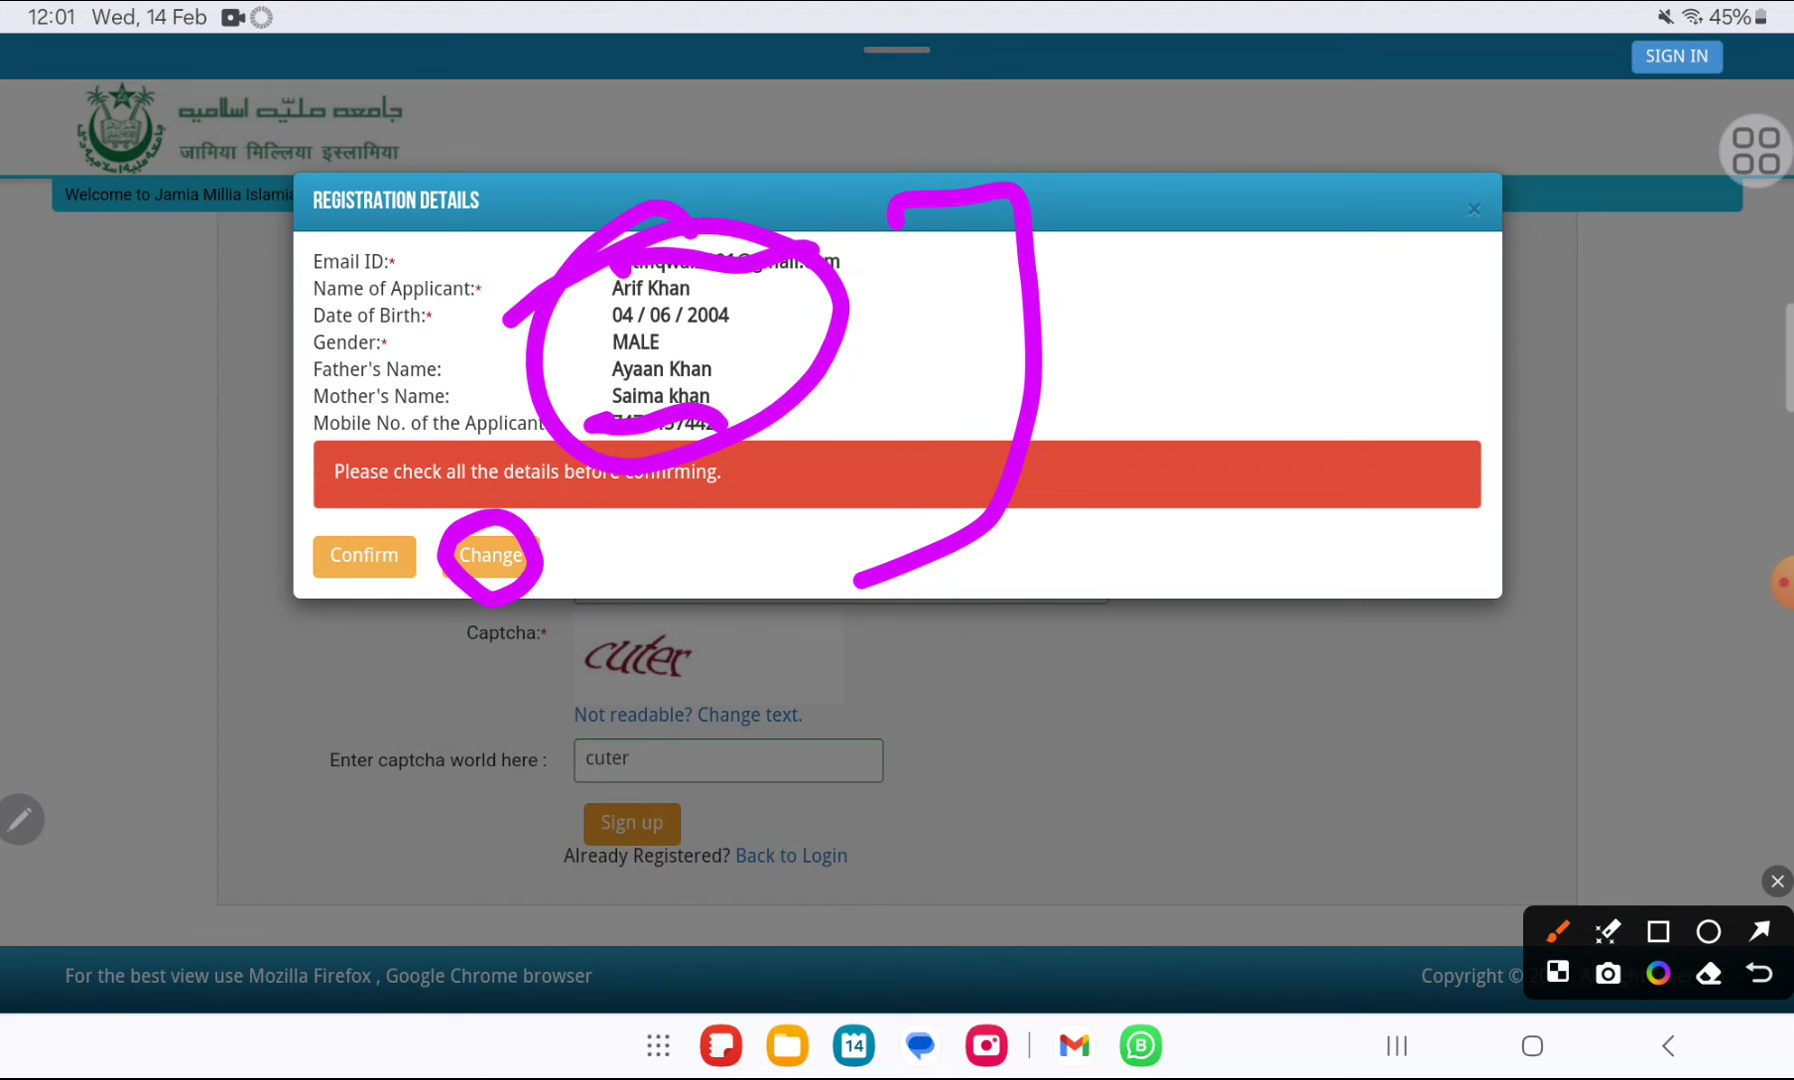 12:01 Wed, 14 Feb
45%
SIGN IN
جامعہ ملیہ اسلامیہ
जामिया मिल्लिया इस्लामिया
Welcome to Jamia Millia Islamia
REGISTRATION DETAILS
×
Email ID:*
Name of Applicant:* Arif Khan
Date of Birth:* 04 / 06 / 2004
Gender:* MALE
Father's Name: Ayaan Khan
Mother's Name: Saima khan
Mobile No. of the Applicant
Please check all the details before confirming.
Confirm Change
Captcha:* cuter
Not readable? Change text.
Enter captcha world here : cuter
Sign up
Already Registered? Back to Login
For the best view use Mozilla Firefox , Google Chrome browser
Copyright ©
14
B